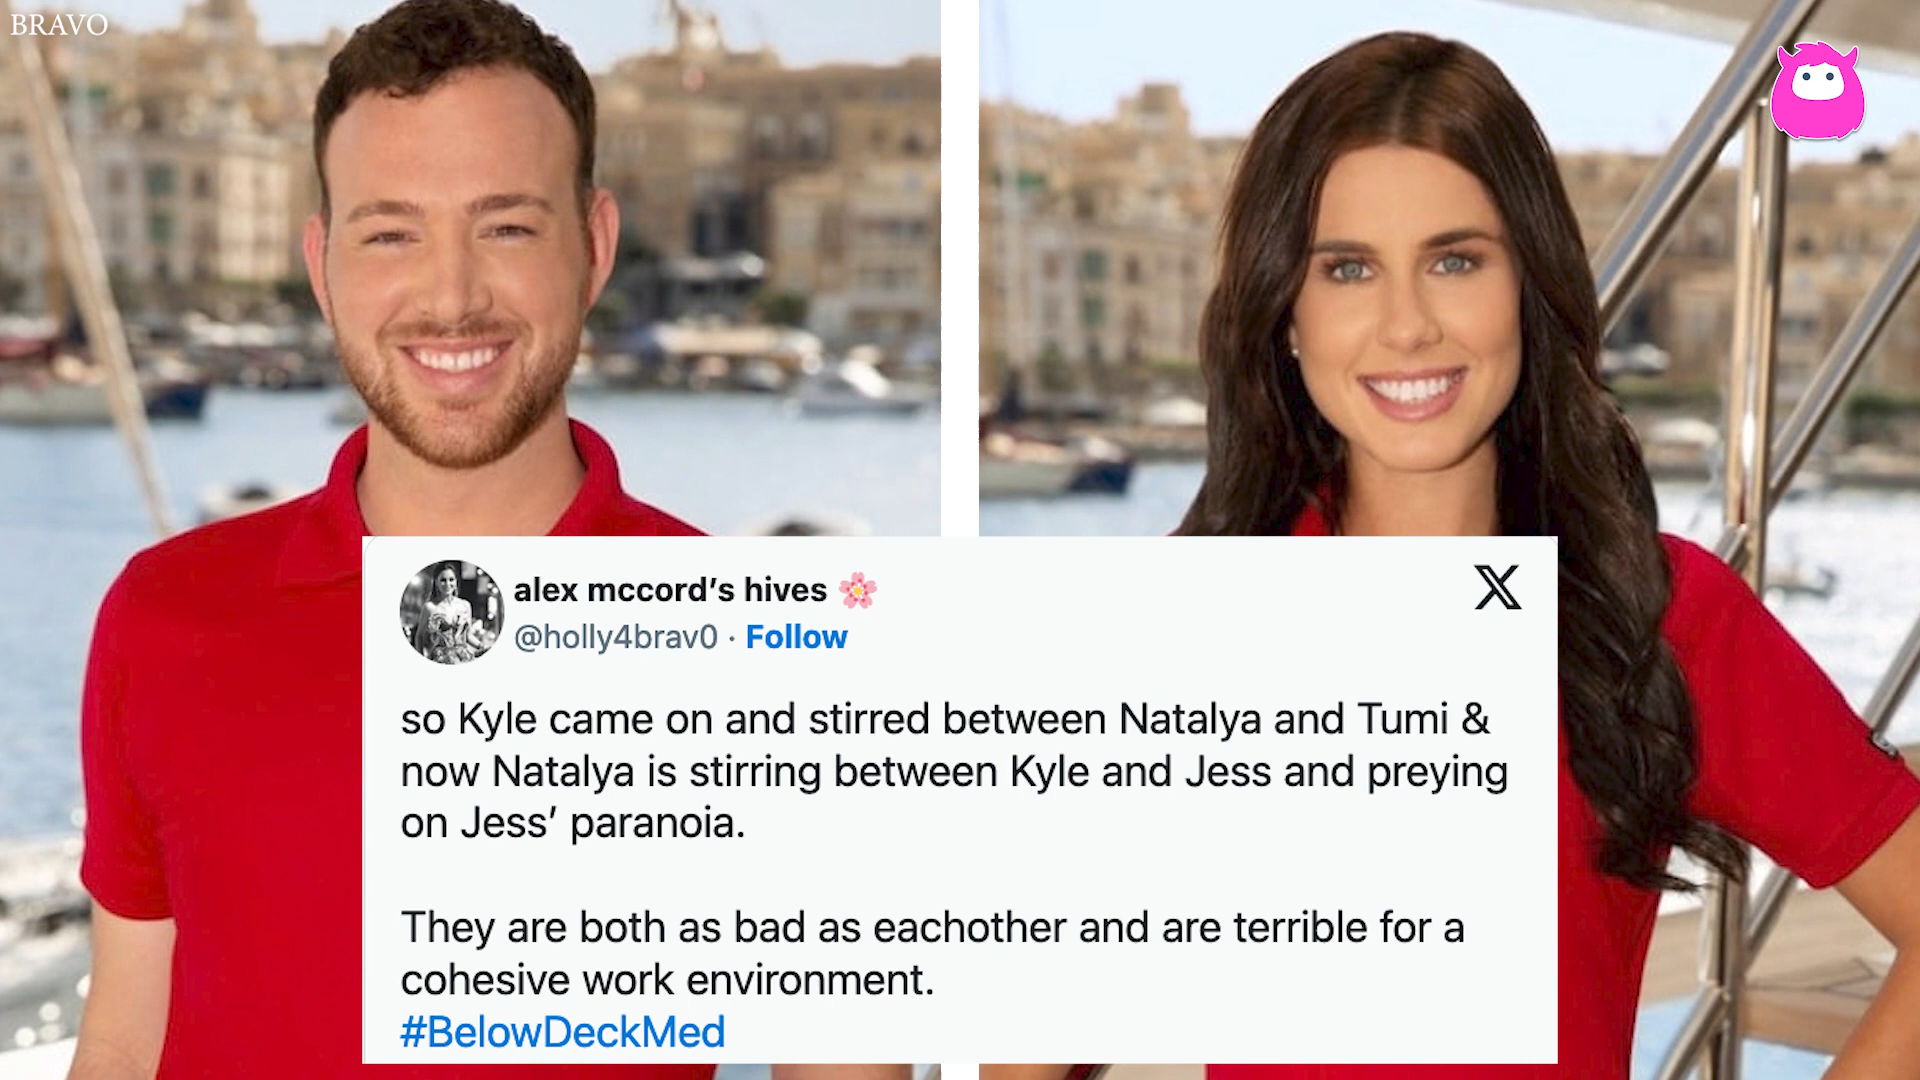 BRAVO
alex mccord’s hives 🌸
@holly4brav0 · Follow
so Kyle came on and stirred between Natalya and Tumi &
now Natalya is stirring between Kyle and Jess and preying
on Jess’ paranoia.
They are both as bad as eachother and are terrible for a
cohesive work environment.
#BelowDeckMed